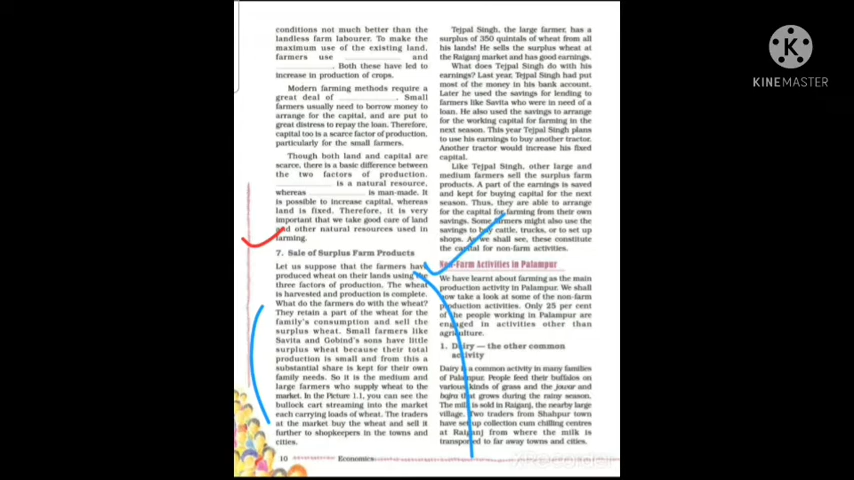 conditions not much better than the
landless farm labourer. To make the
maximum use of the existing land,
farmers use ____________ and
____________. Both these have led to
increase in production of crops.
Modern farming methods require a
great deal of ____________. Small
farmers usually need to borrow money to
arrange for the capital, and are put to
great distress to repay the loan. Therefore,
capital too is a scarce factor of production,
particularly for the small farmers.
Though both land and capital are
scarce, there is a basic difference between
the two factors of production.
____________ is a natural resource,
whereas ____________ is man-made. It
is possible to increase capital, whereas
land is fixed. Therefore, it is very
important that we take good care of land
and other natural resources used in
farming.
7. Sale of Surplus Farm Products
Let us suppose that the farmers have
produced wheat on their lands using the
three factors of production. The wheat
is harvested and production is complete.
What do the farmers do with the wheat?
They retain a part of the wheat for the
family's consumption and sell the
surplus wheat. Small farmers like
Savita and Gobind's sons have little
surplus wheat because their total
production is small and from this a
substantial share is kept for their own
family needs. So it is the medium and
large farmers who supply wheat to the
market. In the Picture 1.1, you can see the
bullock cart streaming into the market
each carrying loads of wheat. The traders
at the market buy the wheat and sell it
further to shopkeepers in the towns and
cities.
10 Economics
Tejpal Singh, the large farmer, has a
surplus of 350 quintals of wheat from all
his lands! He sells the surplus wheat at
the Raiganj market and has good earnings.
What does Tejpal Singh do with his
earnings? Last year, Tejpal Singh had put
most of the money in his bank account.
Later he used the savings for lending to
farmers like Savita who were in need of a
loan. He also used the savings to arrange
for the working capital for farming in the
next season. This year Tejpal Singh plans
to use his earnings to buy another tractor.
Another tractor would increase his fixed
capital.
Like Tejpal Singh, other large and
medium farmers sell the surplus farm
products. A part of the earnings is saved
and kept for buying capital for the next
season. Thus, they are able to arrange
for the capital for farming from their own
savings. Some farmers might also use the
savings to buy cattle, trucks, or to set up
shops. As we shall see, these constitute
the capital for non-farm activities.
Non-Farm Activities in Palampur
We have learnt about farming as the main
production activity in Palampur. We shall
now take a look at some of the non-farm
production activities. Only 25 per cent
of the people working in Palampur are
engaged in activities other than
agriculture.
1. Dairy — the other common
activity
Dairy is a common activity in many families
of Palampur. People feed their buffalos on
various kinds of grass and the jowar and
bajra that grows during the rainy season.
The milk is sold in Raiganj, the nearby large
village. Two traders from Shahpur town
have set up collection cum chilling centres
at Raiganj from where the milk is
transported to far away towns and cities.
K
KINEMASTER
XRecorder